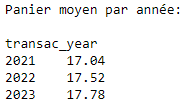 Panier moyen par année:
transac_year
2021    17.04
2022    17.52
2023    17.78